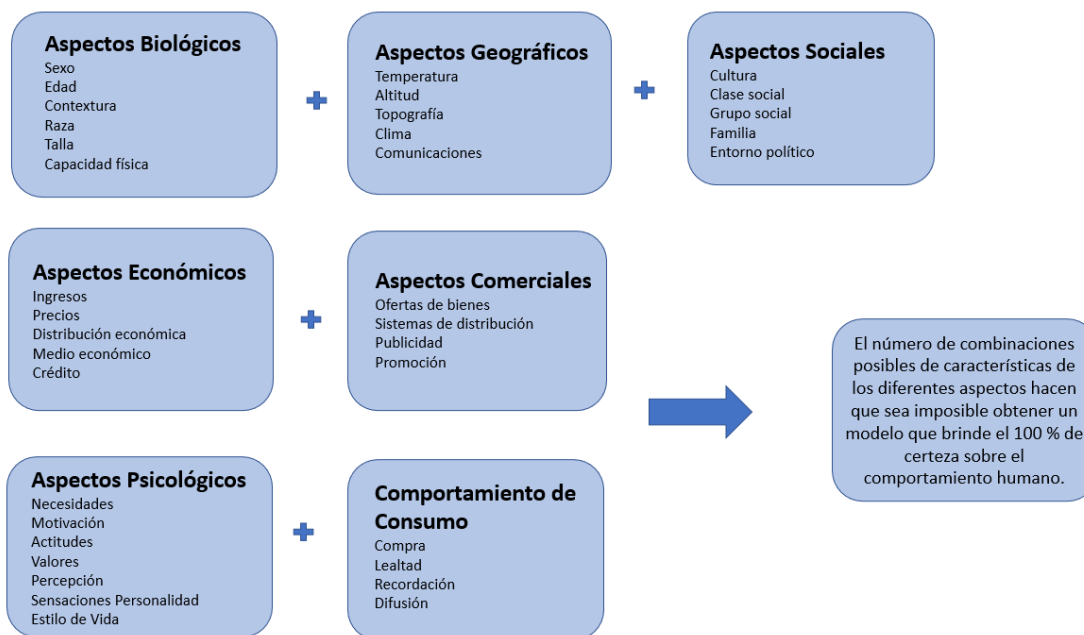 Aspectos Biológicos
Sexo
Edad
Contextura
Raza
Talla
Capacidad física
Aspectos Geográficos
Temperatura
Altitud
Topografía
Clima
Comunicaciones
Aspectos Sociales
Cultura
Clase social
Grupo social
Familia
Entorno político
Aspectos Económicos
Ingresos
Precios
Distribución económica
Medio económico
Crédito
Aspectos Comerciales
Ofertas de bienes
Sistemas de distribución
Publicidad
Promoción
El número de combinaciones
posibles de características de
los diferentes aspectos hacen
que sea imposible obtener un
modelo que brinde el 100 % de
certeza sobre el
comportamiento humano.
Aspectos Psicológicos
Necesidades
Motivación
Actitudes
Valores
Percepción
Sensaciones Personalidad
Estilo de Vida
Comportamiento de
Consumo
Compra
Lealtad
Recordación
Difusión